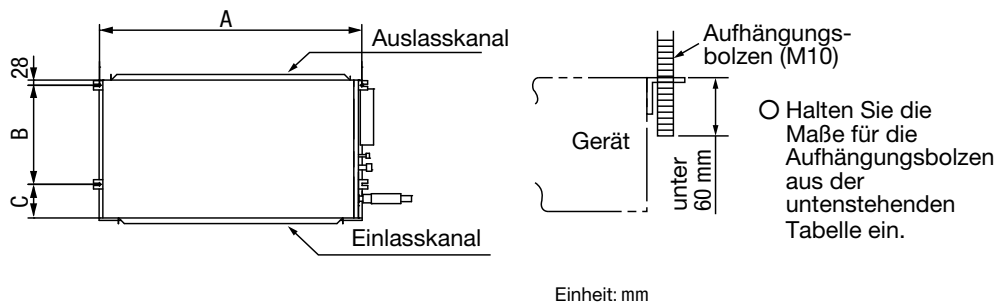 A
Auslasskanal
28
B
C
Einlasskanal
Aufhängungs-
bolzen (M10)
Gerät
unter
60 mm
○ Halten Sie die
Maße für die
Aufhängungsbolzen
aus der
untenstehenden
Tabelle ein.
Einheit: mm